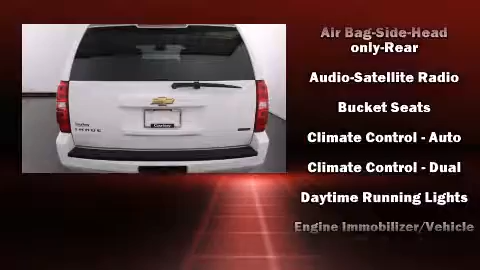 Air Bag-Side-Head
only-Rear
Audio-Satellite Radio
Bucket Seats
Climate Control - Auto
Climate Control - Dual
Daytime Running Lights
Engine Immobilizer/Vehicle
TAHOE